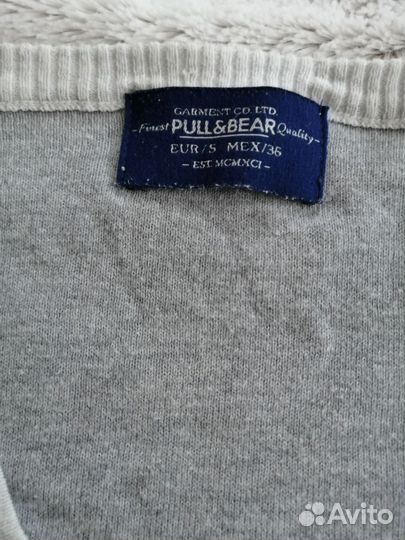 GARMENT CO. LTD.
-Finest PULL&BEAR Quality-
EUR/S MEX/36
- EST. MCMXCI -
Avito